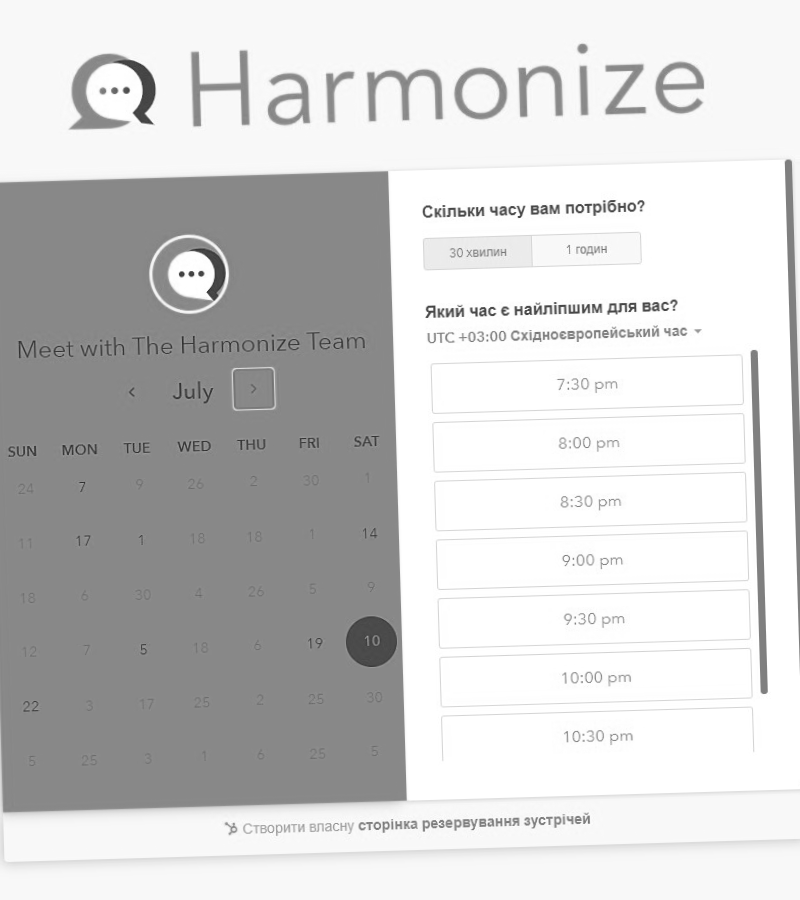 Harmonize
Meet with The Harmonize Team
July
SUN MON TUE WED THU FRI SAT
24 7 9 26 2 30 1
11 17 1 18 18 1 14
18 6 30 4 26 5 9
12 7 5 18 6 19 10
22 3 17 25 2 25 30
5 25 3 1 6 25 5
Скільки часу вам потрібно?
30 хвилин 1 годин
Який час є найліпшим для вас?
UTC +03:00 Східноєвропейський час
7:30 pm
8:00 pm
8:30 pm
9:00 pm
9:30 pm
10:00 pm
10:30 pm
Створити власну сторінка резервування зустрічей